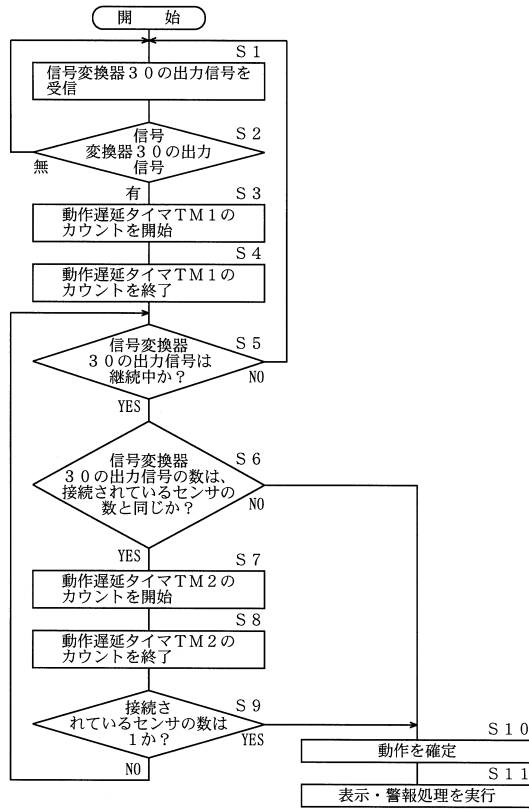 開　始
Ｓ１
信号変換器３０の出力信号を
受信
Ｓ２
信号
変換器３０の出力
信号
無
有
Ｓ３
動作遅延タイマＴＭ１の
カウントを開始
Ｓ４
動作遅延タイマＴＭ１の
カウントを終了
Ｓ５
信号変換器
３０の出力信号は
継続中か？
NO
YES
Ｓ６
信号変換器
３０の出力信号の数は、
接続されているセンサの
数と同じか？
NO
YES
Ｓ７
動作遅延タイマＴＭ２の
カウントを開始
Ｓ８
動作遅延タイマＴＭ２の
カウントを終了
Ｓ９
接続さ
れているセンサの数は
１か？
YES
NO
Ｓ１０
動作を確定
Ｓ１１
表示・警報処理を実行